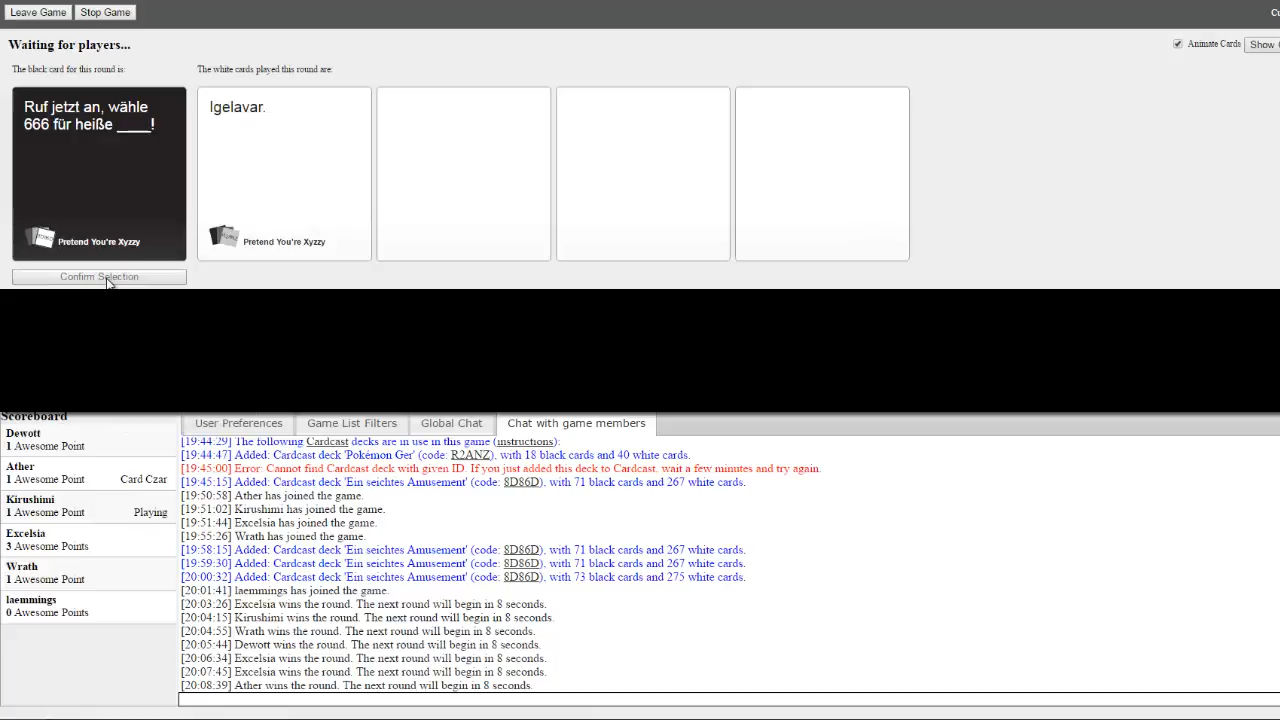 Leave Game Stop Game
Waiting for players...
Animate Cards Show
The black card for this round is:
The white cards played this round are:
Ruf jetzt an, wähle
666 für heiße ____!
Pretend You're Xyzzy
Igelavar.
Pretend You're Xyzzy
Confirm Selection
Scoreboard
Dewott
1 Awesome Point
Ather
1 Awesome Point Card Czar
Kirushimi
1 Awesome Point Playing
Excelsia
3 Awesome Points
Wrath
1 Awesome Point
laemmings
0 Awesome Points
User Preferences Game List Filters Global Chat Chat with game members
[19:44:29] The following Cardcast decks are in use in this game (instructions):
[19:44:47] Added: Cardcast deck 'Pokémon Ger' (code: R2ANZ), with 18 black cards and 40 white cards.
[19:45:00] Error: Cannot find Cardcast deck with given ID. If you just added this deck to Cardcast, wait a few minutes and try again.
[19:45:15] Added: Cardcast deck 'Ein seichtes Amusement' (code: 8D86D), with 71 black cards and 267 white cards.
[19:50:58] Ather has joined the game.
[19:51:02] Kirushimi has joined the game.
[19:51:44] Excelsia has joined the game.
[19:55:26] Wrath has joined the game.
[19:58:15] Added: Cardcast deck 'Ein seichtes Amusement' (code: 8D86D), with 71 black cards and 267 white cards.
[19:59:30] Added: Cardcast deck 'Ein seichtes Amusement' (code: 8D86D), with 71 black cards and 267 white cards.
[20:00:32] Added: Cardcast deck 'Ein seichtes Amusement' (code: 8D86D), with 73 black cards and 275 white cards.
[20:01:41] laemmings has joined the game.
[20:03:26] Excelsia wins the round. The next round will begin in 8 seconds.
[20:04:15] Kirushimi wins the round. The next round will begin in 8 seconds.
[20:04:55] Wrath wins the round. The next round will begin in 8 seconds.
[20:05:44] Dewott wins the round. The next round will begin in 8 seconds.
[20:06:34] Excelsia wins the round. The next round will begin in 8 seconds.
[20:07:45] Excelsia wins the round. The next round will begin in 8 seconds.
[20:08:39] Ather wins the round. The next round will begin in 8 seconds.